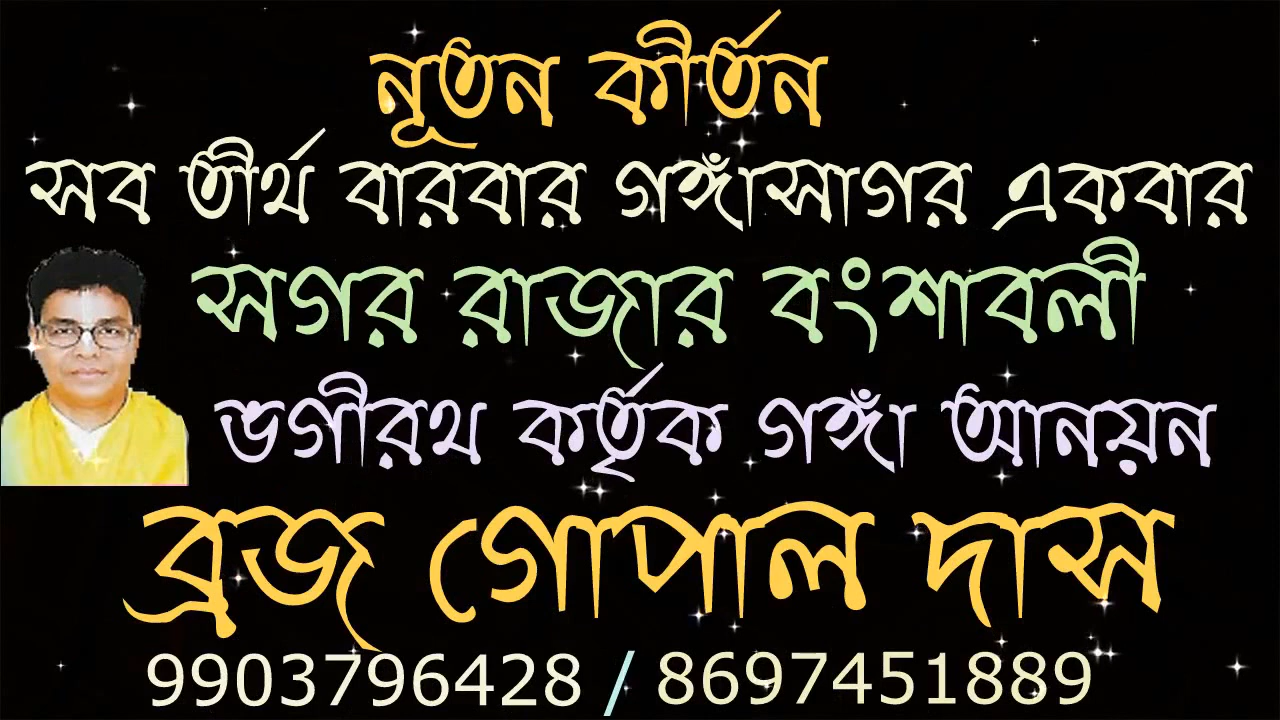 নূতন কীর্তন
সব তীর্থ বারবার গঙ্গাঁসাগর একবার
সগর রাজার বংশাবলী
ভগীরথ কর্তৃক গঙ্গাঁ আনয়ন
ব্রজ গোপাল দাস
9903796428 / 8697451889